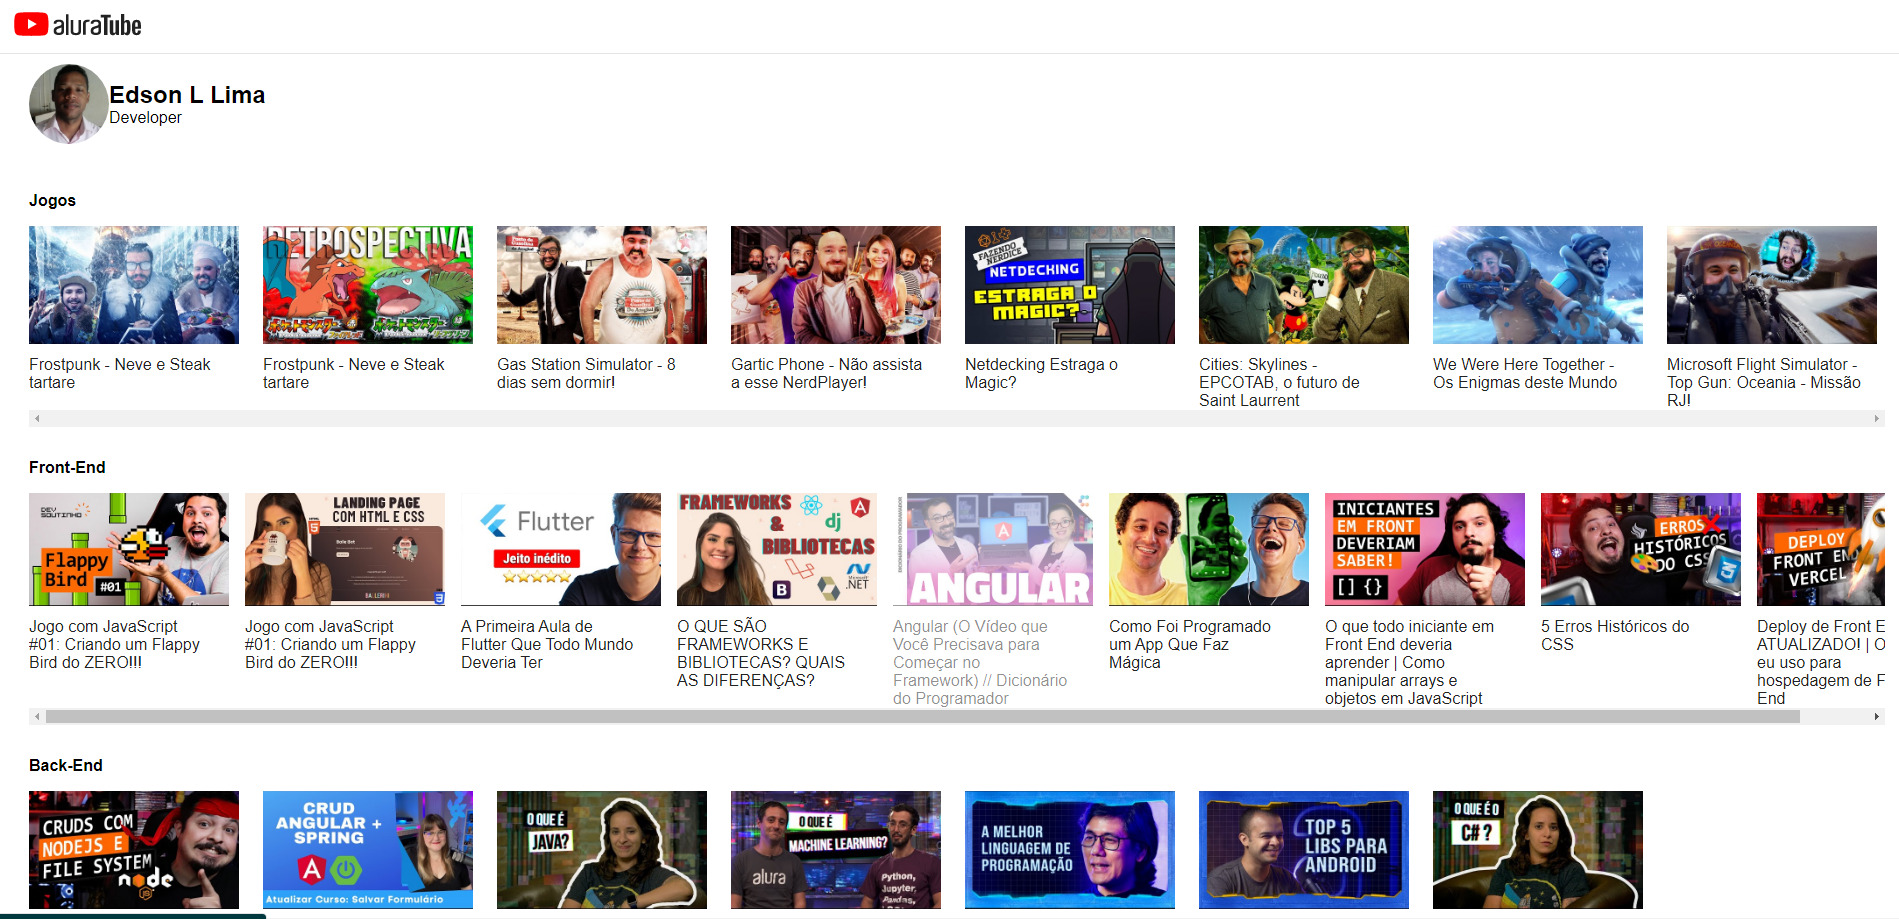 aluraTube
Edson L Lima
Developer
Jogos
RETROSPECTIVA
FAZENDO
NERDICE
NETDECHING
ESTRAGA O
MAGIC?
Frostpunk - Neve e Steak
tartare
Frostpunk - Neve e Steak
tartare
Gas Station Simulator - 8
dias sem dormir!
Gartic Phone - Não assista
a esse NerdPlayer!
Netdecking Estraga o
Magic?
Cities: Skylines -
EPCOTAB, o futuro de
Saint Laurrent
We Were Here Together -
Os Enigmas deste Mundo
Microsoft Flight Simulator -
Top Gun: Oceania - Missão
RJ!
Front-End
DEV
SOUTINHO
Flappy
Bird
#01
LANDING PAGE
COM HTML E CSS
Flutter
Jeito inédito
FRAMEWORKS
&
BIBLIOTECAS
dj
B
Microsoft
.NET
ANGULAR
INICIANTES
EM FRONT
DEVERIAM
SABER!
[] {}
ERROS
HISTÓRICOS
DO CSS
DEPLOY
FRONT END
VERCEL
Jogo com JavaScript
#01: Criando um Flappy
Bird do ZERO!!!
Jogo com JavaScript
#01: Criando um Flappy
Bird do ZERO!!!
A Primeira Aula de
Flutter Que Todo Mundo
Deveria Ter
O QUE SÃO
FRAMEWORKS E
BIBLIOTECAS? QUAIS
AS DIFERENÇAS?
Angular (O Vídeo que
Você Precisava para
Começar no
Framework) // Dicionário
do Programador
Como Foi Programado
um App Que Faz
Mágica
O que todo iniciante em
Front End deveria
aprender | Como
manipular arrays e
objetos em JavaScript
5 Erros Históricos do
CSS
Deploy de Front E
ATUALIZADO! | O
eu uso para
hospedagem de F
End
Back-End
CRUDS COM
NODEJS E
FILE SYSTEM
node
JS
CRUD
ANGULAR +
SPRING
Atualizar Curso: Salvar Formulário
O QUE É
JAVA?
O QUE É
MACHINE LEARNING?
alura
Python,
Jupyter,
Pandas,
A MELHOR
LINGUAGEM DE
PROGRAMAÇÃO
TOP 5
LIBS PARA
ANDROID
O QUE É O
C# ?